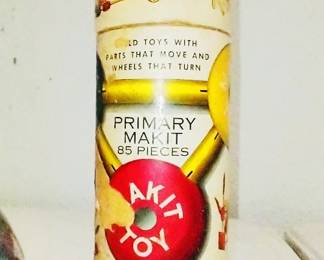 LD TOYS WITH
PARTS THAT MOVE AND
WHEELS THAT TURN
PRIMARY
MAKIT
85 PIECES
AKIT
TOY